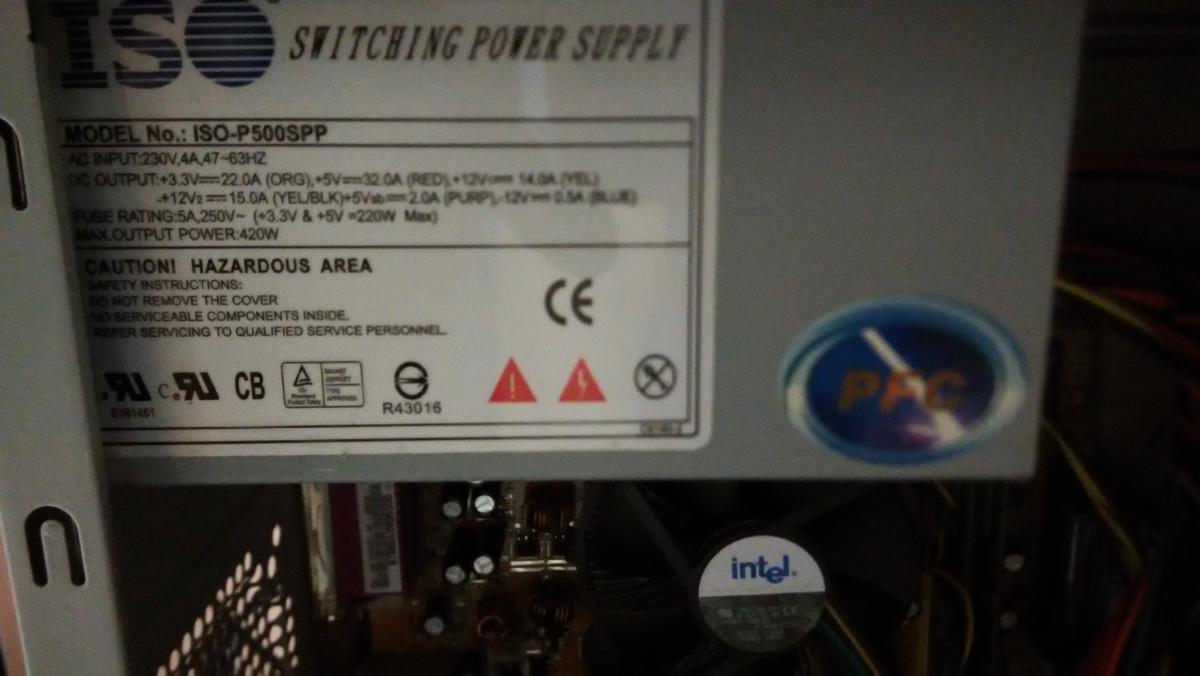 ISO SWITCHING POWER SUPPLY
MODEL No.: ISO-P500SPP
AC INPUT:230V,4A,47~63HZ
DC OUTPUT:+3.3V⎓22.0A (ORG),+5V⎓32.0A (RED),+12V⎓14.0A (YEL)
+12V2⎓15.0A (YEL/BLK)+5Vsb⎓2.0A (PURP),-12V⎓0.5A (BLUE)
FUSE RATING:5A,250V~ (+3.3V & +5V =220W Max)
MAX.OUTPUT POWER:420W
CAUTION! HAZARDOUS AREA
SAFETY INSTRUCTIONS:
DO NOT REMOVE THE COVER
NO SERVICEABLE COMPONENTS INSIDE.
REFER SERVICING TO QUALIFIED SERVICE PERSONNEL.
CE
CB
TYPE
APPROVED
R43016
PFC
intel